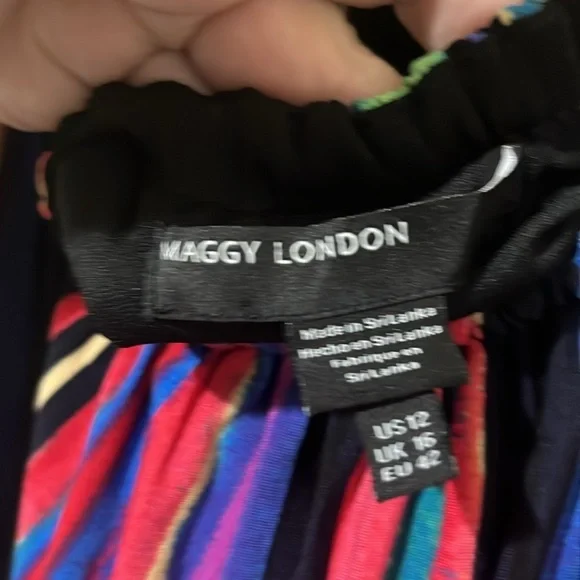 MAGGY LONDON
Made in Sri Lanka
Hecho en Sri Lanka
Fabrique en
Sri Lanka
US 12
UK 16
EU 42